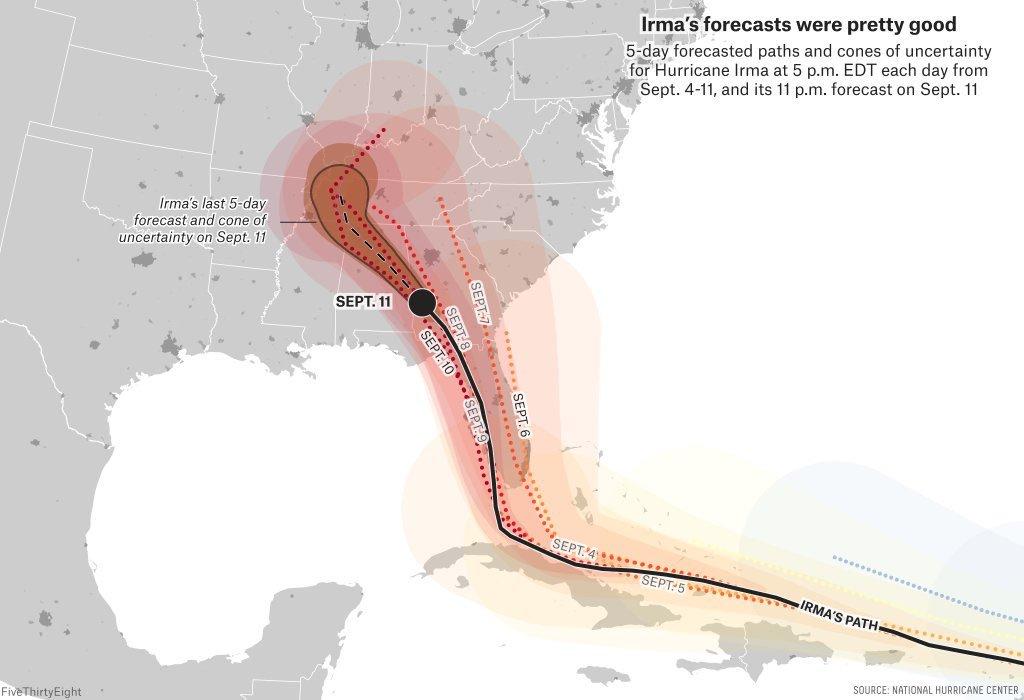 Irma's forecasts were pretty good
5-day forecasted paths and cones of uncertainty
for Hurricane Irma at 5 p.m. EDT each day from
Sept. 4-11, and its 11 p.m. forecast on Sept. 11
Irma's last 5-day
forecast and cone of
uncertainty on Sept. 11
SEPT. 11
SEPT. 7
SEPT. 8
SEPT. 10
SEPT. 9
SEPT. 6
SEPT. 4
SEPT. 5
IRMA'S PATH
FiveThirtyEight
SOURCE: NATIONAL HURRICANE CENTER